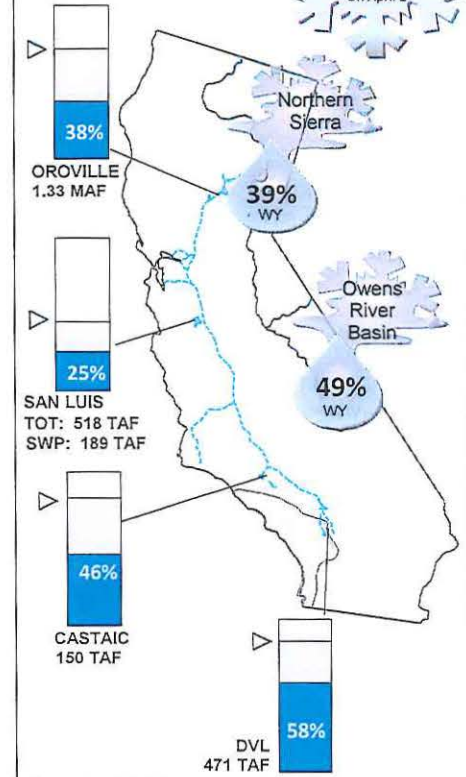 Northern
Sierra
38%
OROVILLE
1.33 MAF
39%
WY
Owens
River
Basin
25%
49%
WY
SAN LUIS
TOT: 518 TAF
SWP: 189 TAF
46%
CASTAIC
150 TAF
58%
DVL
471 TAF